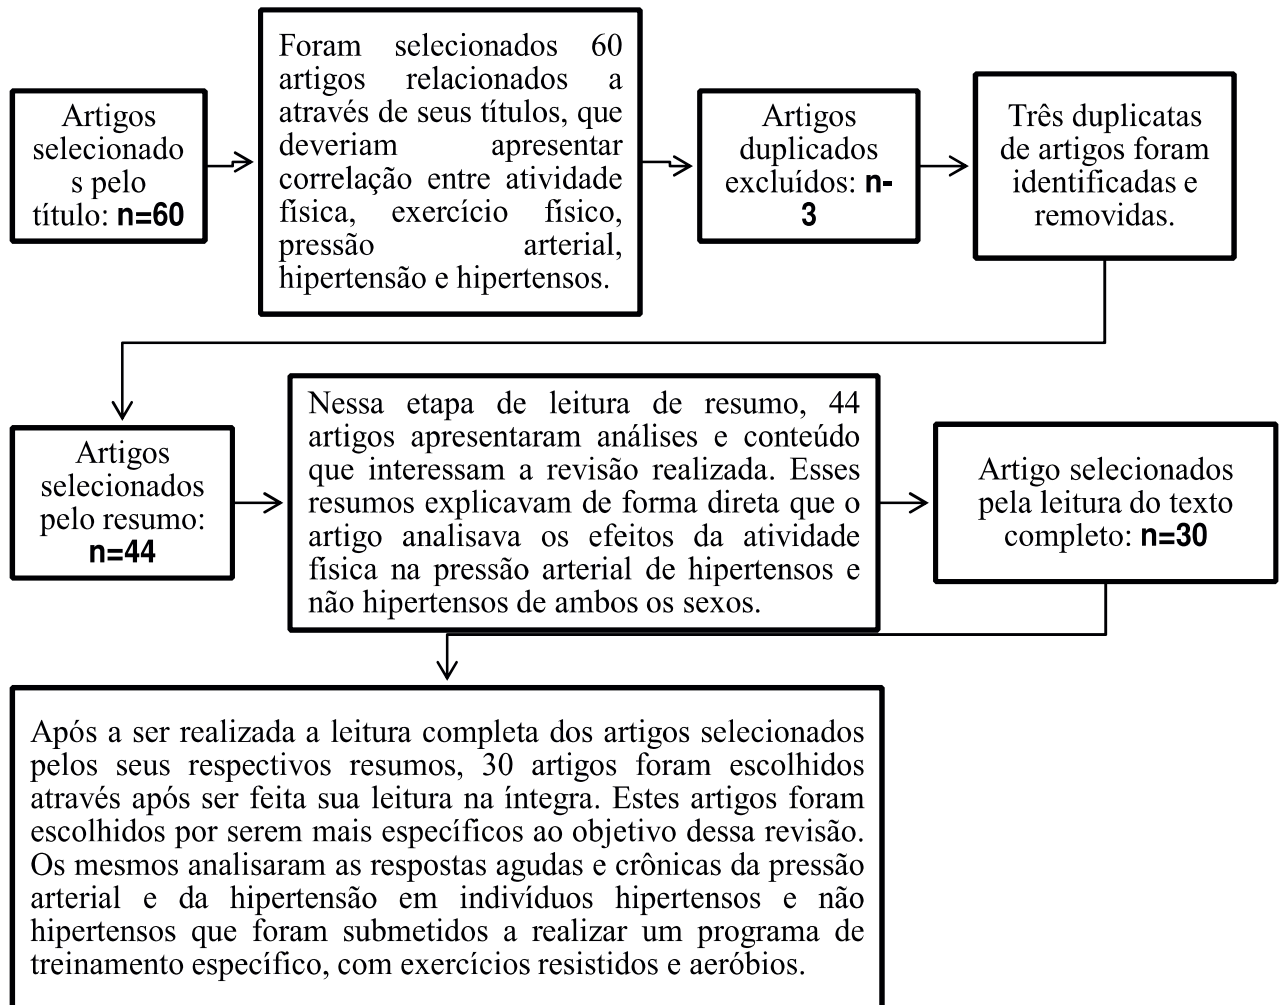 Artigos
selecionado
s pelo
título: n=60
Foram selecionados 60
artigos relacionados a
através de seus títulos, que
deveriam apresentar
correlação entre atividade
física, exercício físico,
pressão arterial,
hipertensão e hipertensos.
Artigos
duplicados
excluídos: n-
3
Três duplicatas
de artigos foram
identificadas e
removidas.
Artigos
selecionados
pelo resumo:
n=44
Nessa etapa de leitura de resumo, 44
artigos apresentaram análises e conteúdo
que interessam a revisão realizada. Esses
resumos explicavam de forma direta que o
artigo analisava os efeitos da atividade
física na pressão arterial de hipertensos e
não hipertensos de ambos os sexos.
Artigo selecionados
pela leitura do texto
completo: n=30
Após a ser realizada a leitura completa dos artigos selecionados
pelos seus respectivos resumos, 30 artigos foram escolhidos
através após ser feita sua leitura na íntegra. Estes artigos foram
escolhidos por serem mais específicos ao objetivo dessa revisão.
Os mesmos analisaram as respostas agudas e crônicas da pressão
arterial e da hipertensão em indivíduos hipertensos e não
hipertensos que foram submetidos a realizar um programa de
treinamento específico, com exercícios resistidos e aeróbios.